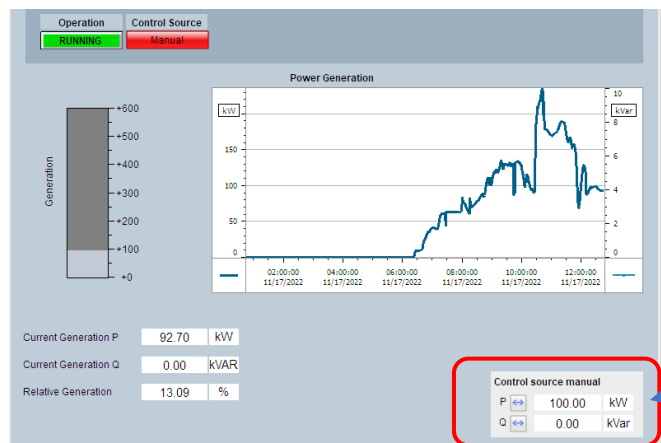 Operation Control Source
RUNNING Manual
Power Generation
+600
+500
+400
+300
+200
+100
+0
Generation
kW
150
100
50
0
kVar
10
8
6
4
2
0
02:00:00 04:00:00 06:00:00 08:00:00 10:00:00 12:00:00
11/17/2022 11/17/2022 11/17/2022 11/17/2022 11/17/2022 11/17/2022
Current Generation P 92.70 kW
Current Generation Q 0.00 kVAR
Relative Generation 13.09 %
Control source manual
P 100.00 kW
Q 0.00 kVar